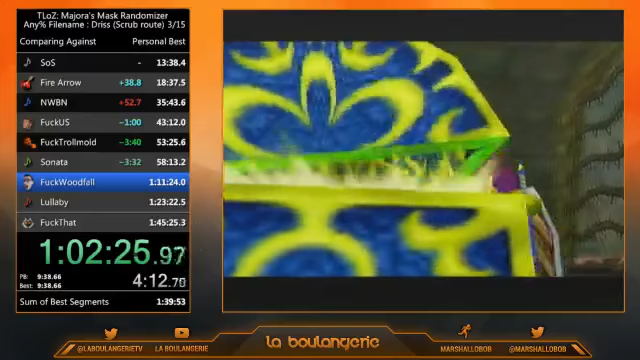 TLoZ: Majora's Mask Randomizer
Any% Filename : Driss (Scrub route) 3/15
Comparing Against Personal Best
SoS - 13:38.4
Fire Arrow +38.8 18:37.5
NWBN +52.7 35:43.6
FuckUS −1:00 43:12.0
FuckTrollmold −3:40 53:25.6
Sonata −3:32 58:13.2
FuckWoodfall 1:11:24.0
Lullaby 1:23:22.5
FuckThat 1:45:25.3
1:02:25.97
PB: 9:38.66
Best: 9:38.66
4:12.70
Sum of Best Segments 1:39:53
@LABOULANGERIETV LA BOULANGERIE la boulangerie MARSHALLOBOB @MARSHALLOBOB